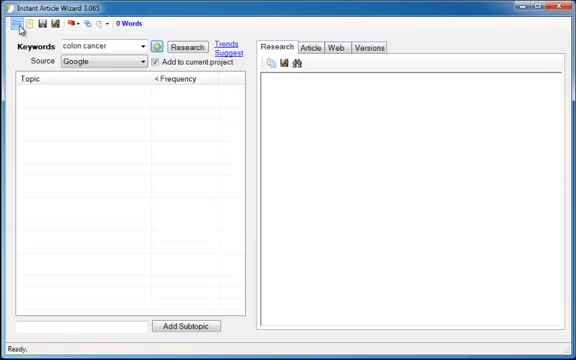 Instant Article Wizard 3.065
0 Words
Keywords colon cancer Research Trends
Suggest
Source Google Add to current project
Topic < Frequency
Add Subtopic
Research Article Web Versions
Ready.